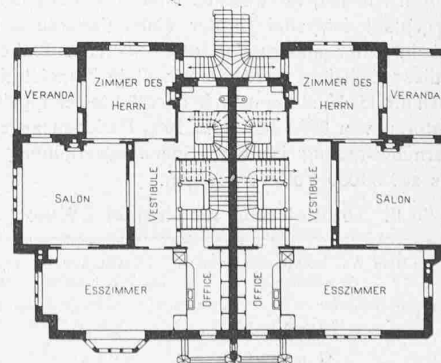 VERANDA
ZIMMER DES
HERRN
ZIMMER DES
HERRN
VERANDA
SALON
VESTIBULE
VESTIBULE
SALON
ESSZIMMER
OFFICE
OFFICE
ESSZIMMER